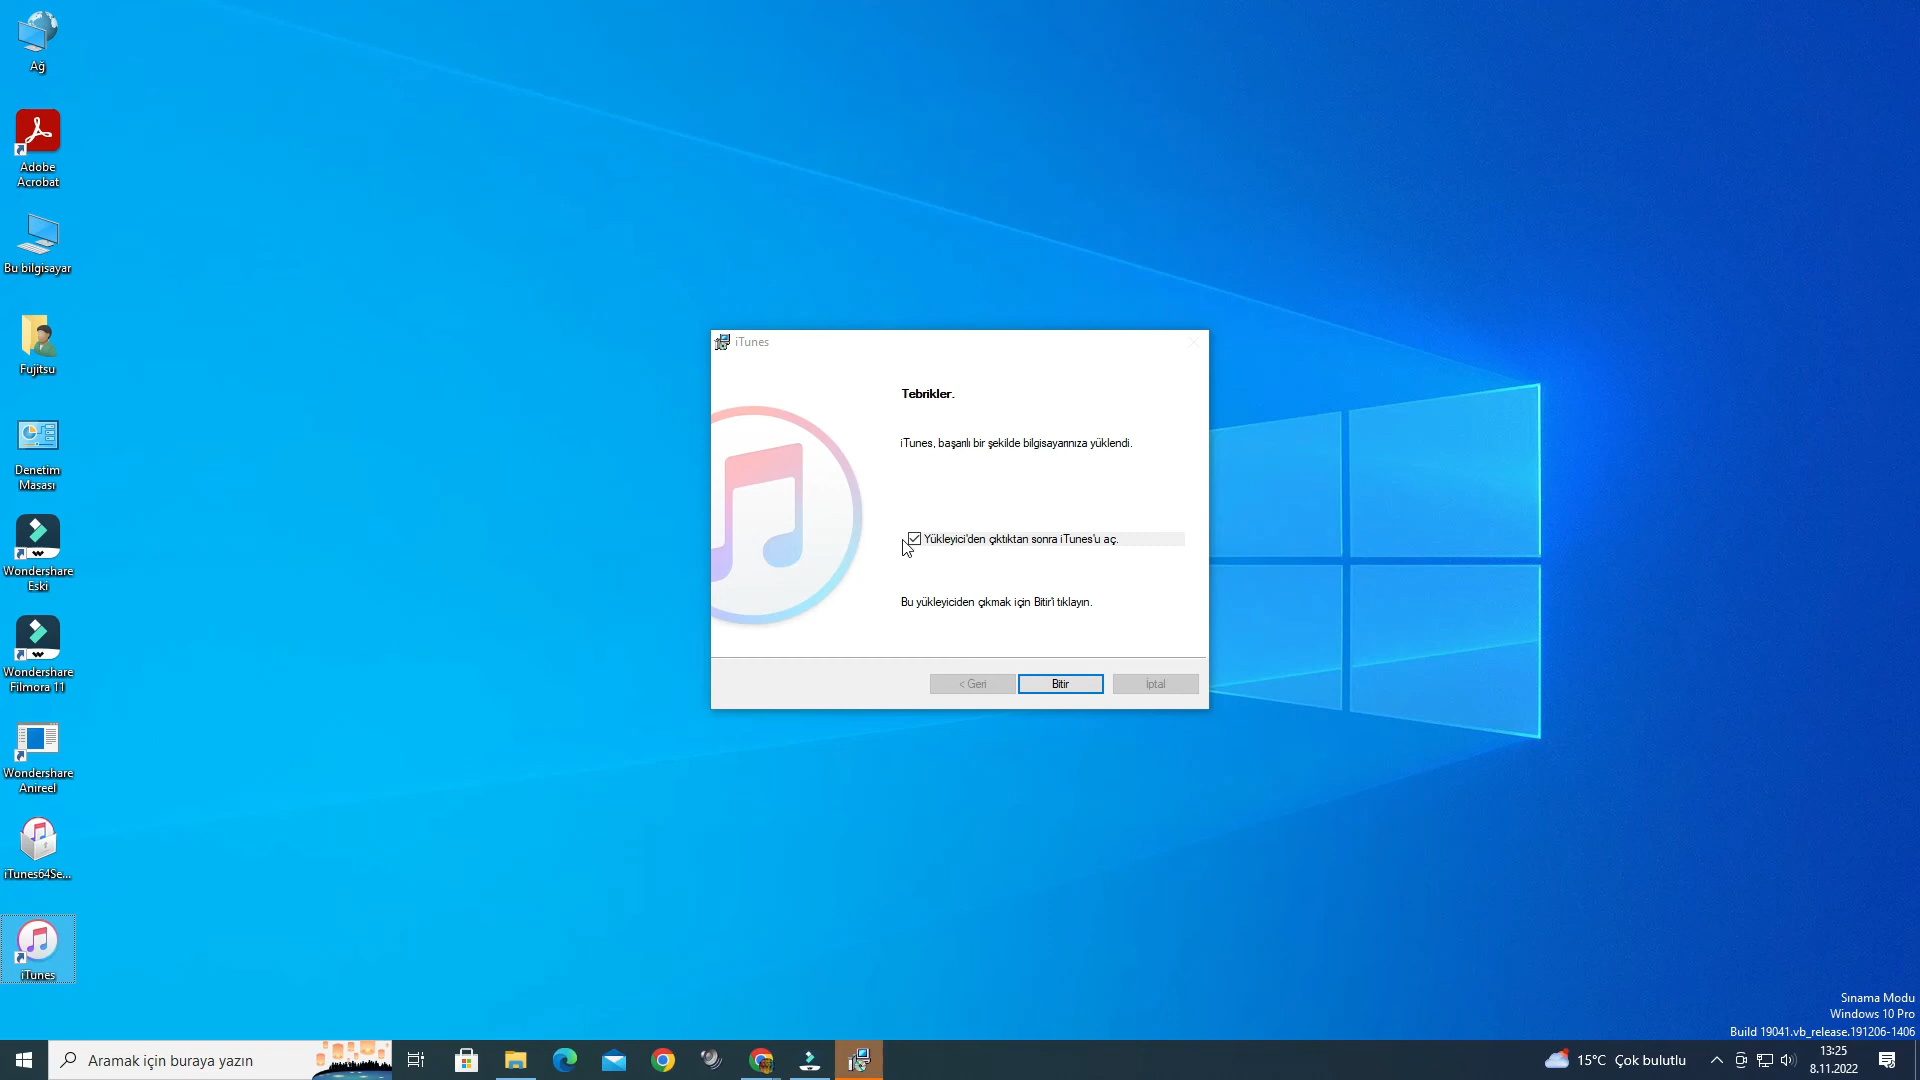 Ağ
Adobe
Acrobat
Bu bilgisayar
Fujitsu
Denetim
Masası
Wondershare
Eski
Wondershare
Filmora 11
Wondershare
Anireel
iTunes64Se...
iTunes
iTunes
Tebrikler.
iTunes, başarılı bir şekilde bilgisayarınıza yüklendi.
Yükleyici'den çıktıktan sonra iTunes'u aç.
Bu yükleyiciden çıkmak için Bitir'i tıklayın.
< Geri
Bitir
İptal
Sınama Modu
Windows 10 Pro
Build 19041.vb_release.191206-1406
Aramak için buraya yazın
15°C Çok bulutlu
13:25
8.11.2022